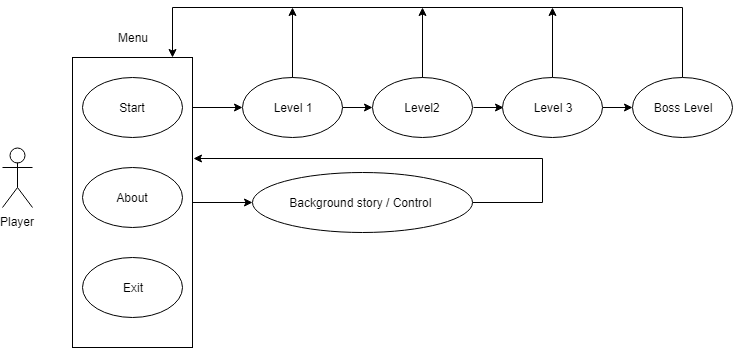 Menu
Start
Level 1
Level2
Level 3
Boss Level
Player
About
Background story / Control
Exit